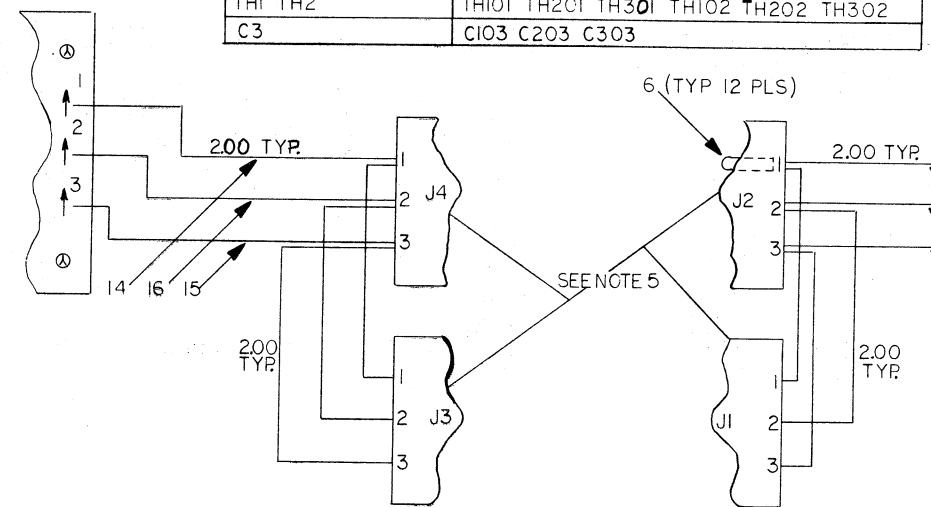 TH1 TH2 TH101 TH201 TH301 TH102 TH202 TH302
C3 C103 C203 C303
6 (TYP 12 PLS)
1
2
3
2.00 TYP.
14 16 15
1
2
3
J4
SEE NOTE 5
J2
1
2
3
2.00 TYP.
2.00
TYP.
1
2
3
J3
J1
1
2
3
2.00
TYP.